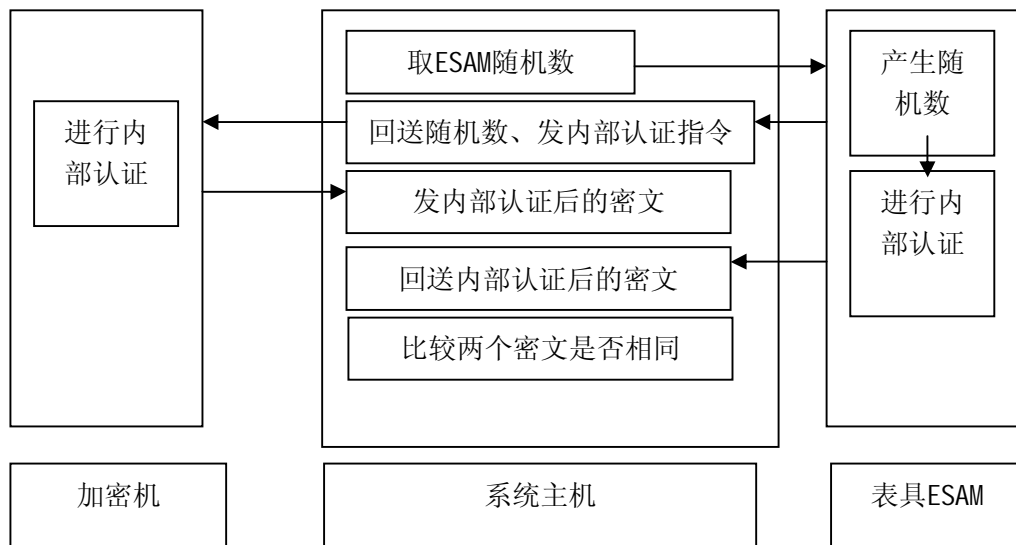 取ESAM随机数
产生随
机数
进行内
部认证
回送随机数、发内部认证指令
发内部认证后的密文
进行内
部认证
回送内部认证后的密文
比较两个密文是否相同
加密机
系统主机
表具ESAM